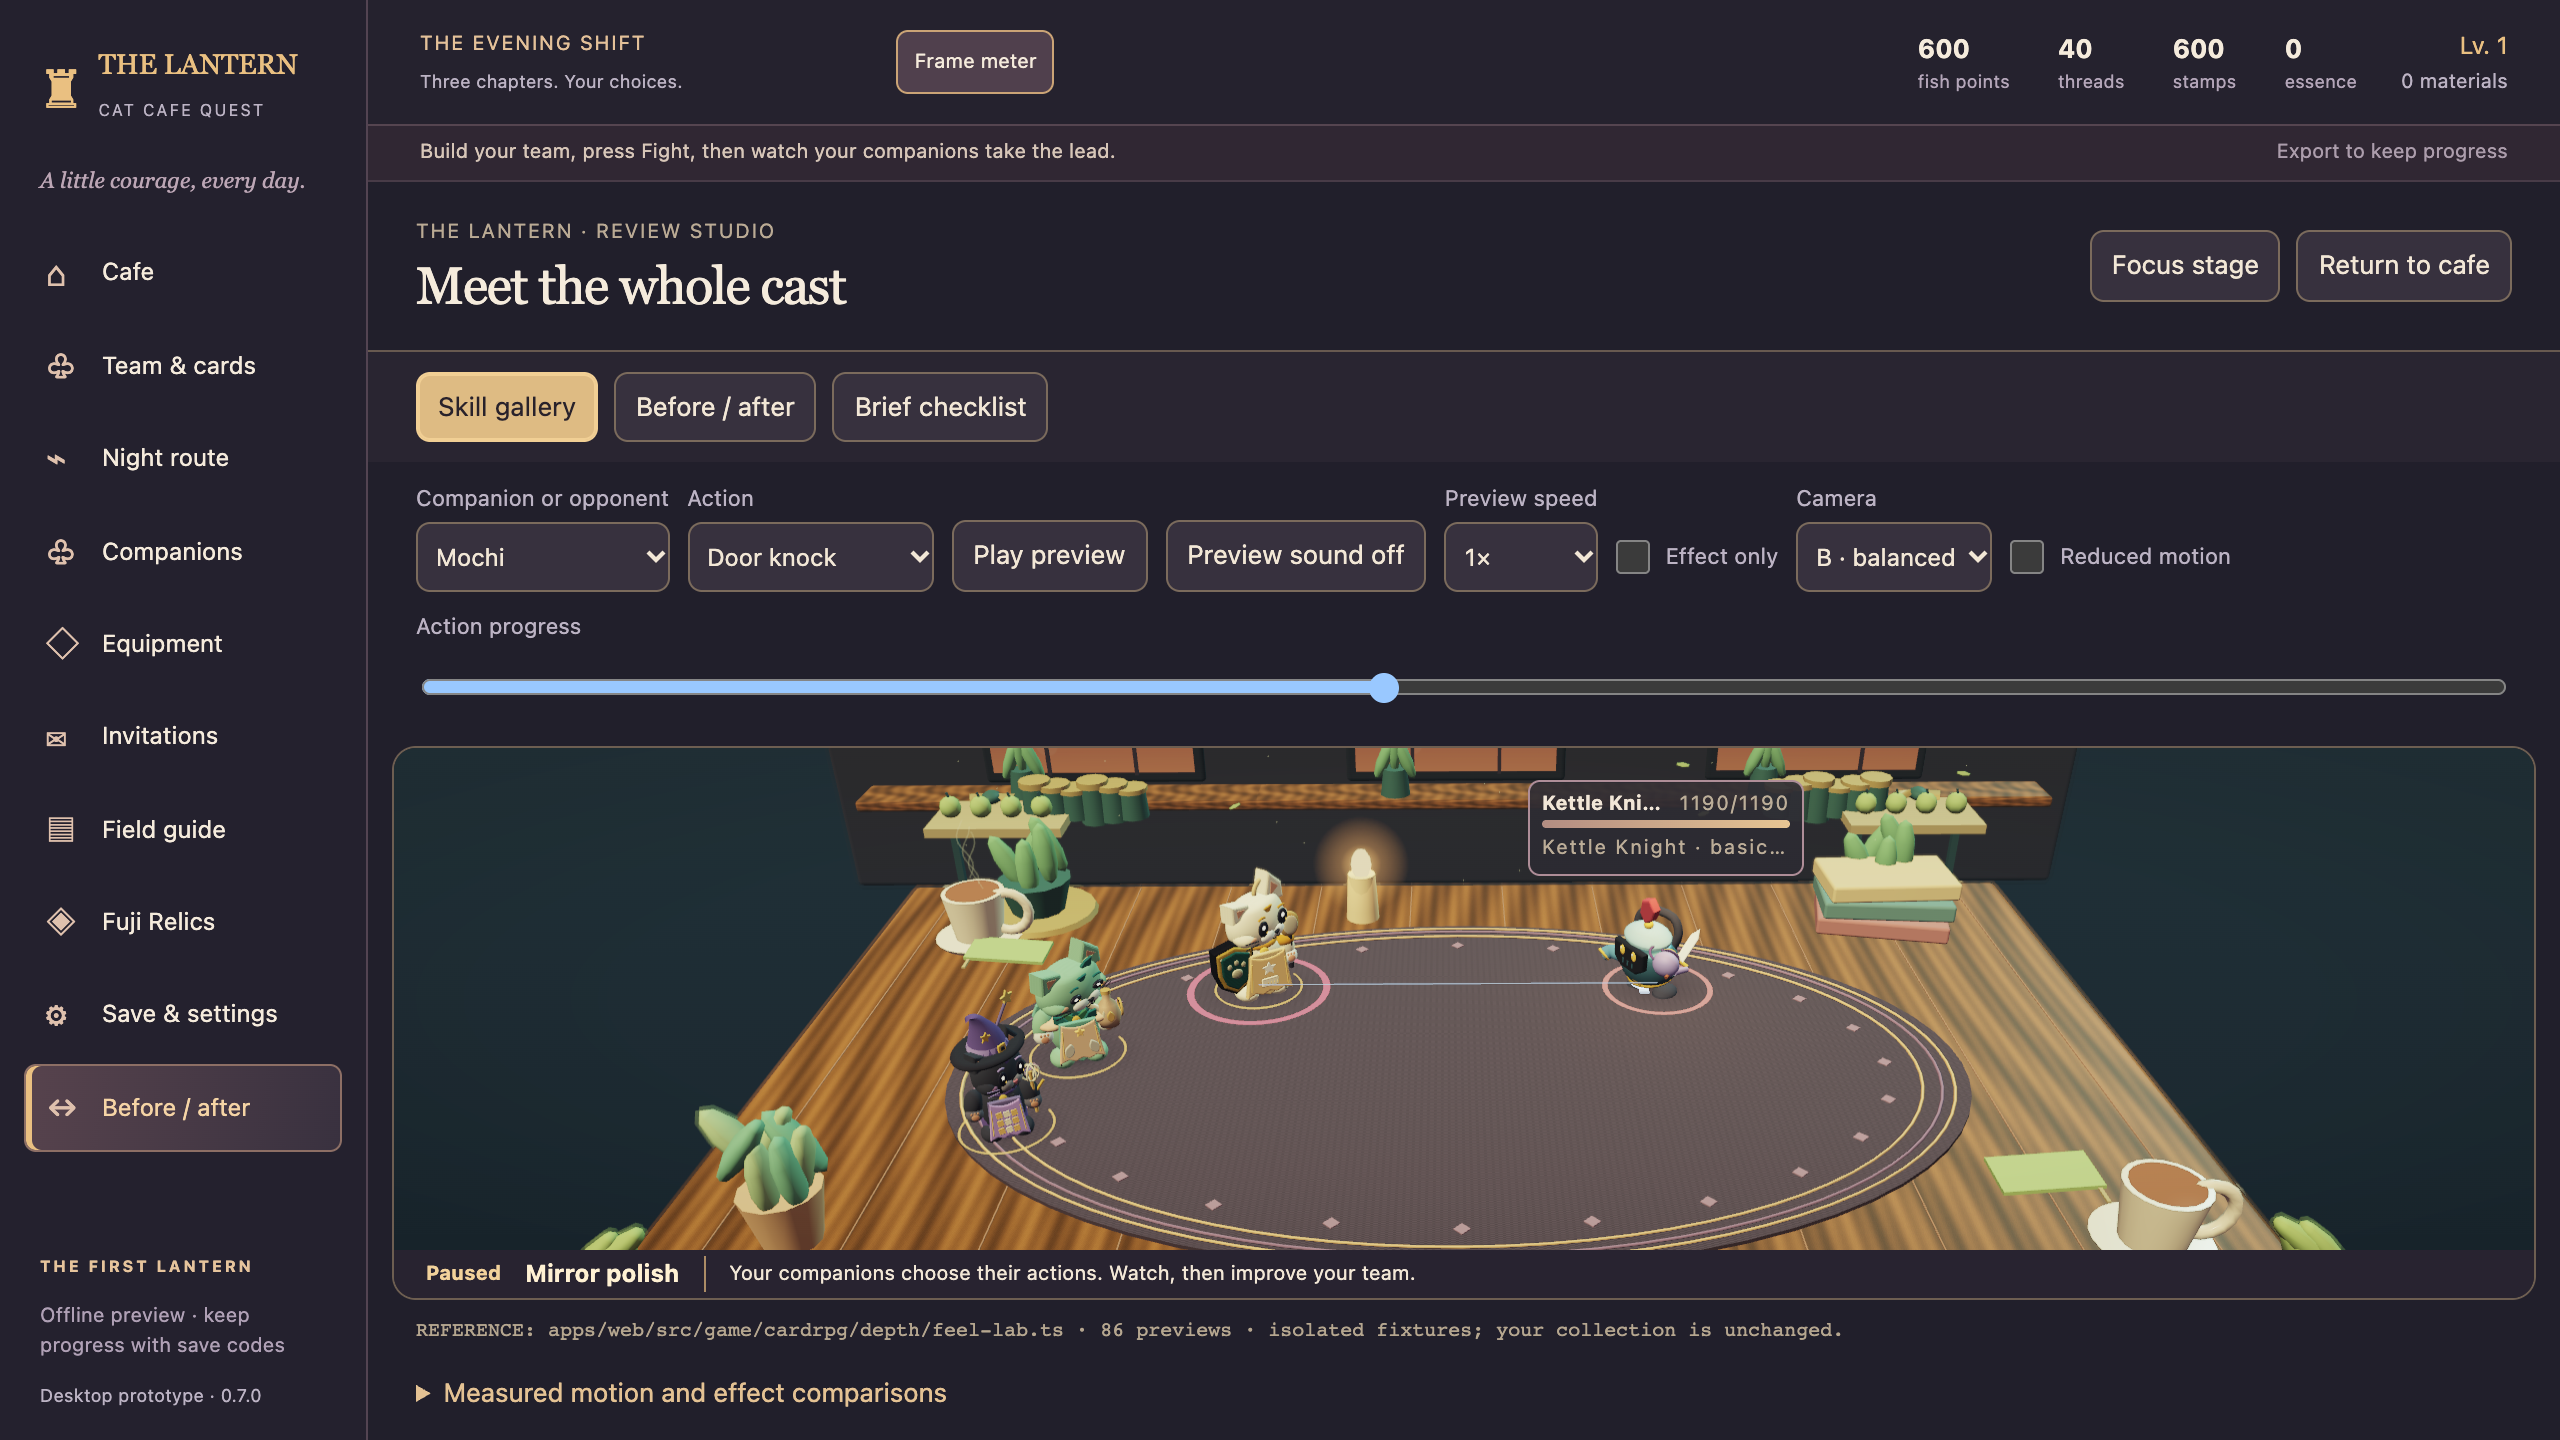 THE LANTERN
CAT CAFE QUEST
A little courage, every day.
Cafe
Team & cards
Night route
Companions
Equipment
Invitations
Field guide
Fuji Relics
Save & settings
Before / after
THE FIRST LANTERN
Offline preview · keep
progress with save codes
Desktop prototype · 0.7.0
THE EVENING SHIFT
Three chapters. Your choices.
Frame meter
600
fish points
40
threads
600
stamps
0
essence
Lv. 1
0 materials
Build your team, press Fight, then watch your companions take the lead.
Export to keep progress
THE LANTERN · REVIEW STUDIO
Meet the whole cast
Focus stage
Return to cafe
Skill gallery
Before / after
Brief checklist
Companion or opponent
Mochi
Action
Door knock
Play preview
Preview sound off
Preview speed
1×
Effect only
Camera
B · balanced
Reduced motion
Action progress
Kettle Kni... 1190/1190
Kettle Knight · basic...
Paused Mirror polish
Your companions choose their actions. Watch, then improve your team.
REFERENCE: apps/web/src/game/cardrpg/depth/feel-lab.ts · 86 previews · isolated fixtures; your collection is unchanged.
Measured motion and effect comparisons